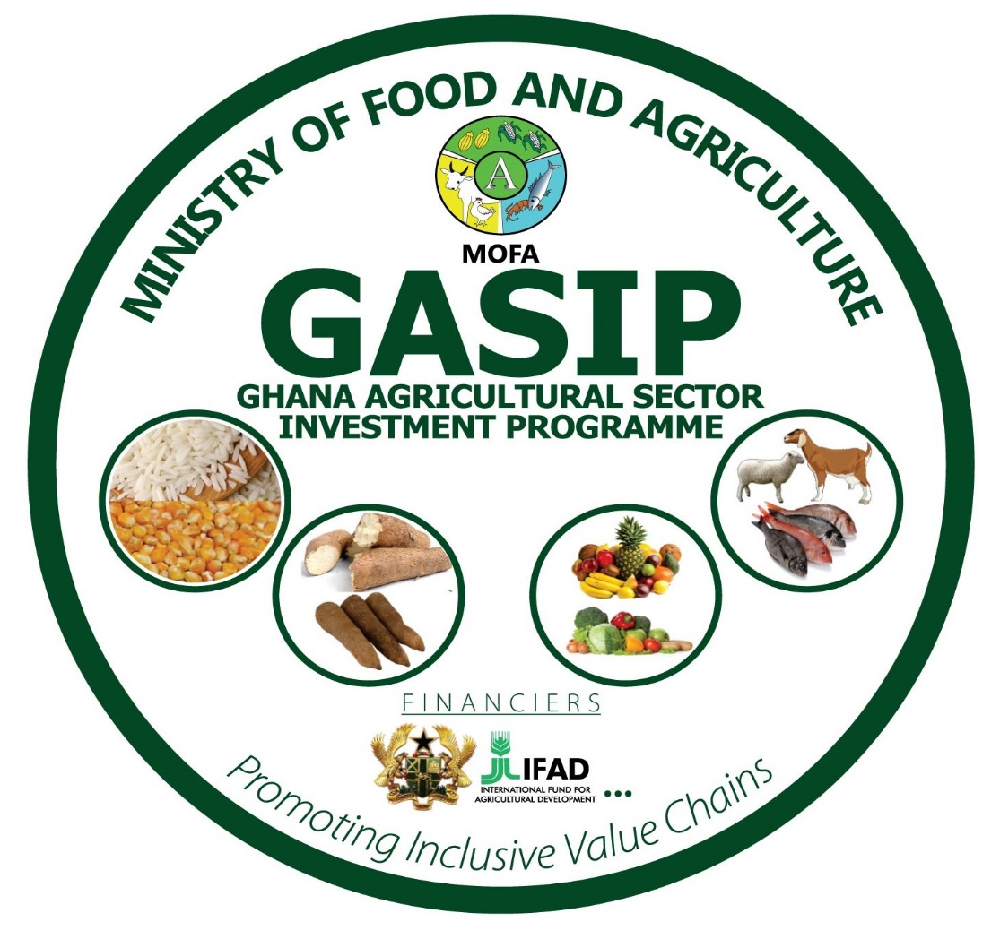 MINISTRY OF FOOD AND AGRICULTURE
A
MOFA
GASIP
GHANA AGRICULTURAL SECTOR
INVESTMENT PROGRAMME
FINANCIERS
IFAD
INTERNATIONAL FUND FOR
AGRICULTURAL DEVELOPMENT
...
Promoting Inclusive Value Chains